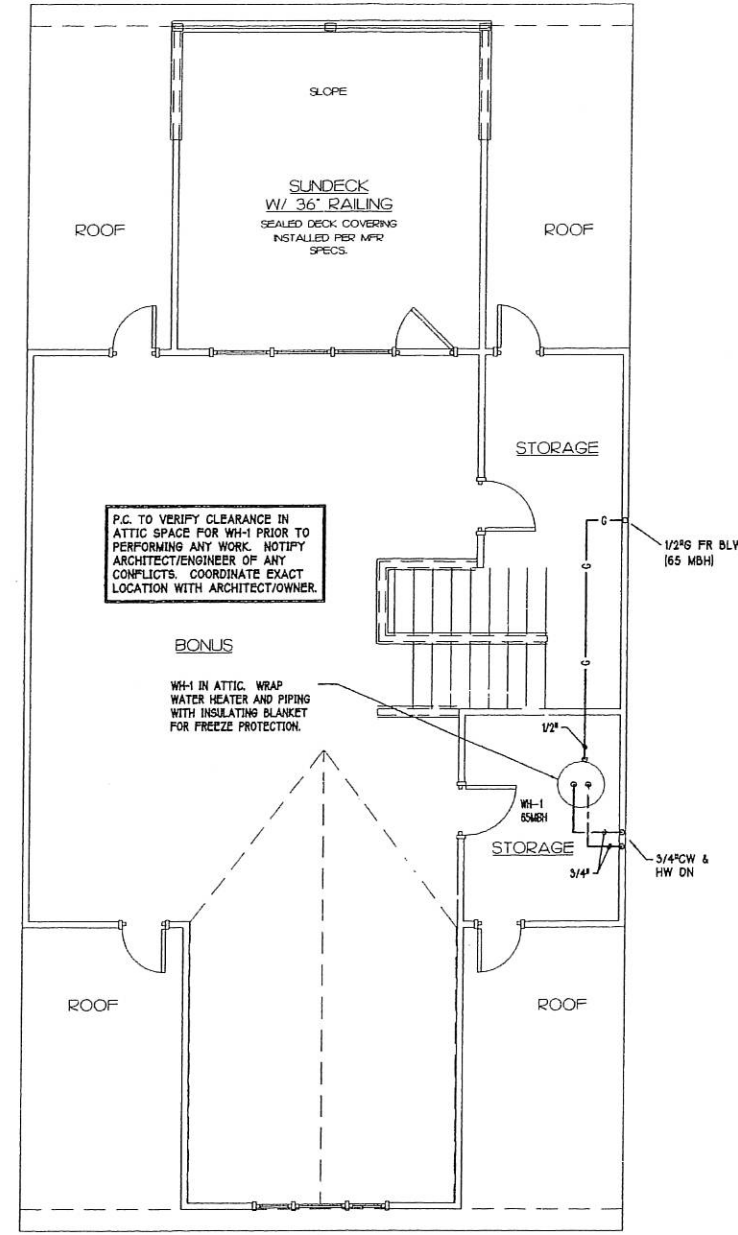 SLOPE
SUNDECK
W/ 36" RAILING
SEALED DECK COVERING
INSTALLED PER MFR
SPECS.
ROOF
ROOF
STORAGE
P.C. TO VERIFY CLEARANCE IN
ATTIC SPACE FOR WH-1 PRIOR TO
PERFORMING ANY WORK. NOTIFY
ARCHITECT/ENGINEER OF ANY
CONFLICTS. COORDINATE EXACT
LOCATION WITH ARCHITECT/OWNER.
G
1/2"G FR BLW
(65 MBH)
G
BONUS
G
WH-1 IN ATTIC. WRAP
WATER HEATER AND PIPING
WITH INSULATING BLANKET
FOR FREEZE PROTECTION.
1/2"
WH-1
65MBH
STORAGE
3/4"
3/4"CW &
HW DN
ROOF
ROOF